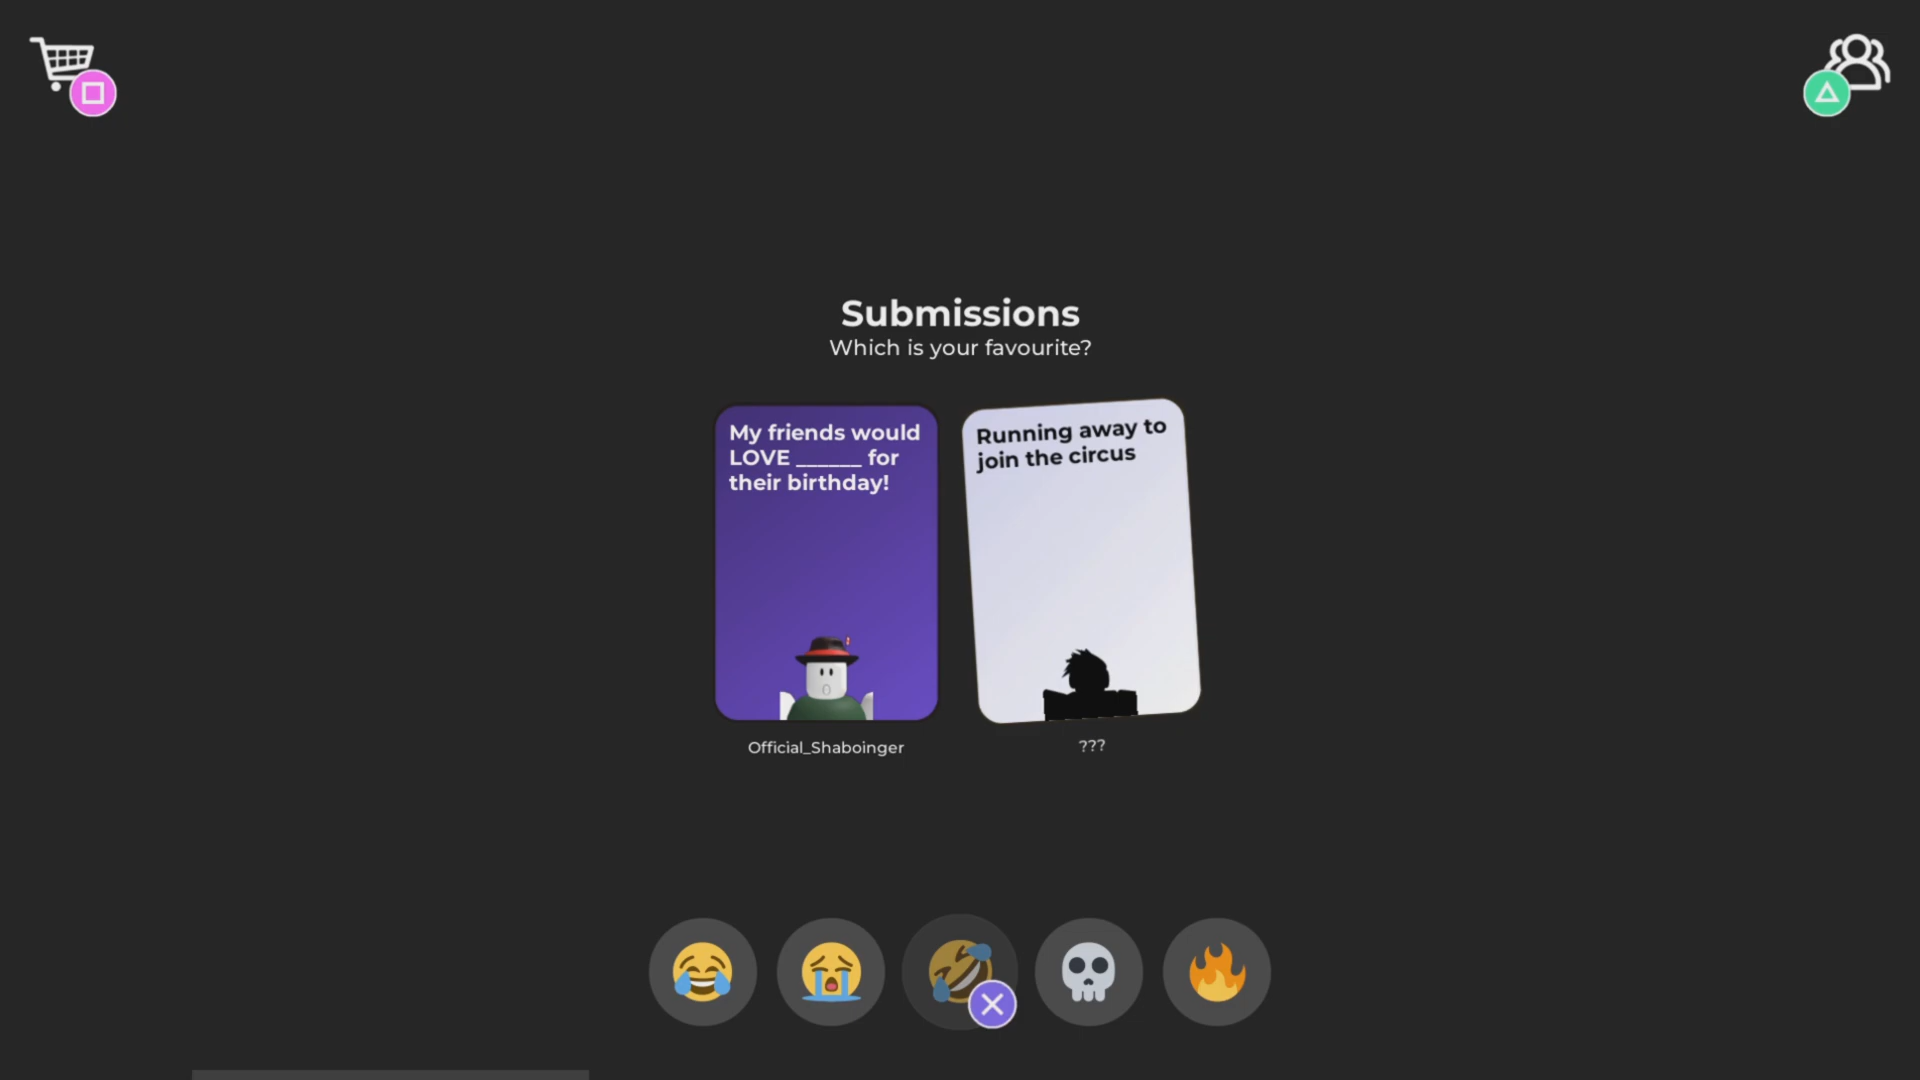 Submissions
Which is your favourite?
My friends would
LOVE ______ for
their birthday!
Running away to
join the circus
Official_Shaboinger
???